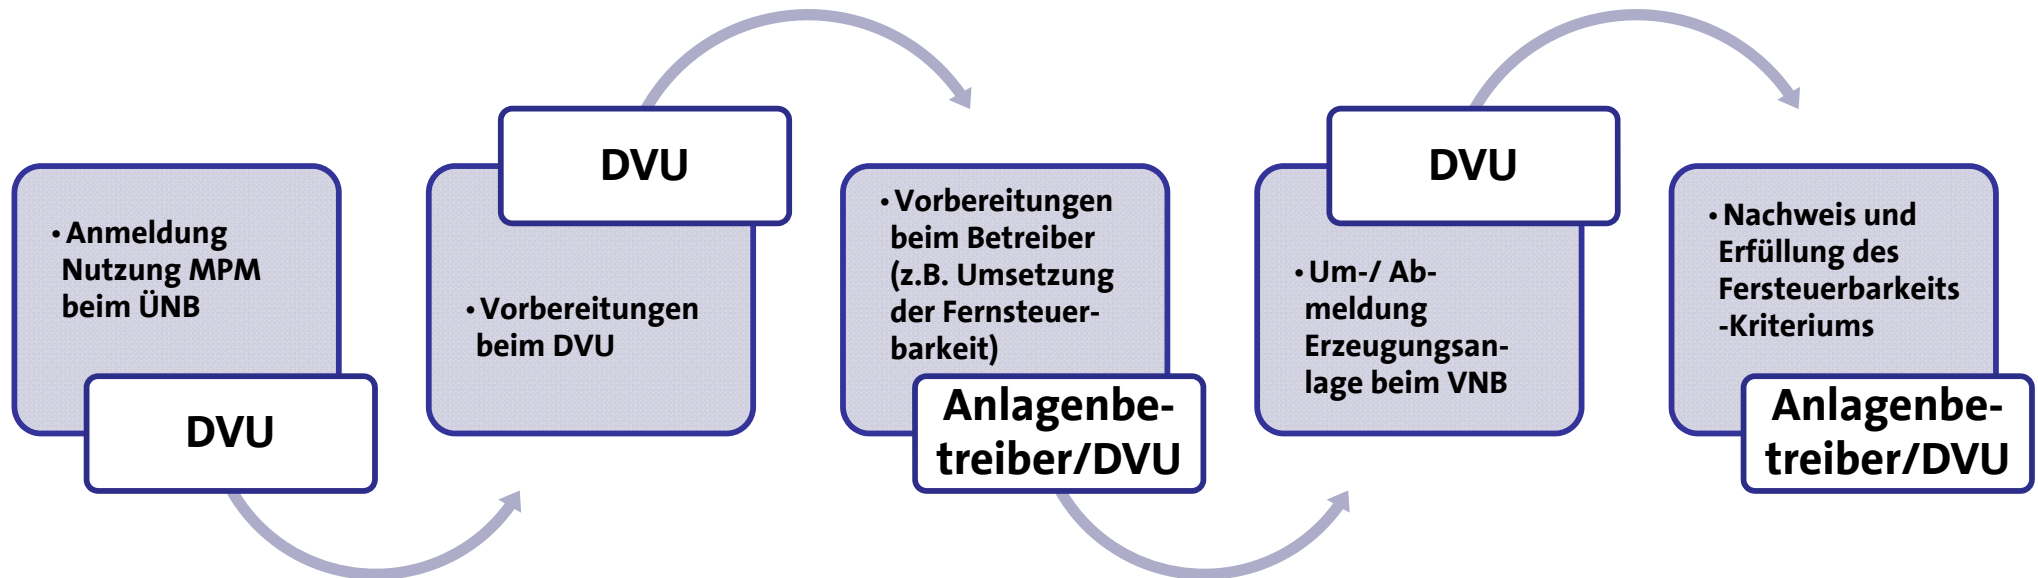 • Anmeldung
Nutzung MPM
beim ÜNB
DVU
DVU
• Vorbereitungen
beim DVU
• Vorbereitungen
beim Betreiber
(z.B. Umsetzung
der Fernsteuer-
barkeit)
Anlagenbe-
treiber/DVU
DVU
• Um-/ Ab-
meldung
Erzeugungsan-
lage beim VNB
• Nachweis und
Erfüllung des
Fersteuerbarkeits
-Kriteriums
Anlagenbe-
treiber/DVU